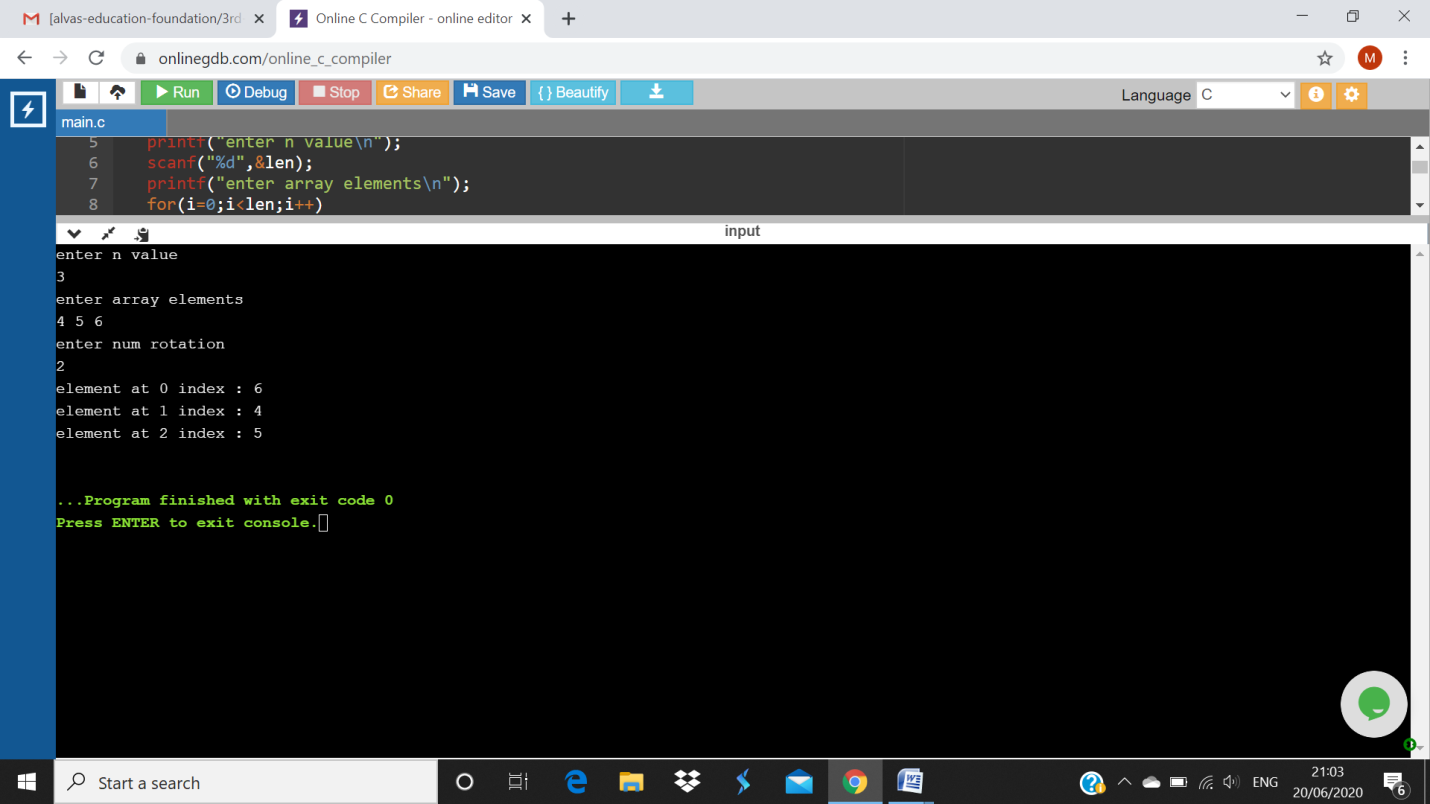 [alvas-education-foundation/3rd
Online C Compiler - online editor
onlinegdb.com/online_c_compiler
M
Run Debug Stop Share Save { } Beautify
Language C
main.c
5 printf("enter n value\n");
6 scanf("%d",&len);
7 printf("enter array elements\n");
8 for(i=0;i<len;i++)
input
enter n value
3
enter array elements
4 5 6
enter num rotation
2
element at 0 index : 6
element at 1 index : 4
element at 2 index : 5
...Program finished with exit code 0
Press ENTER to exit console.
Start a search
ENG
21:03
20/06/2020
6